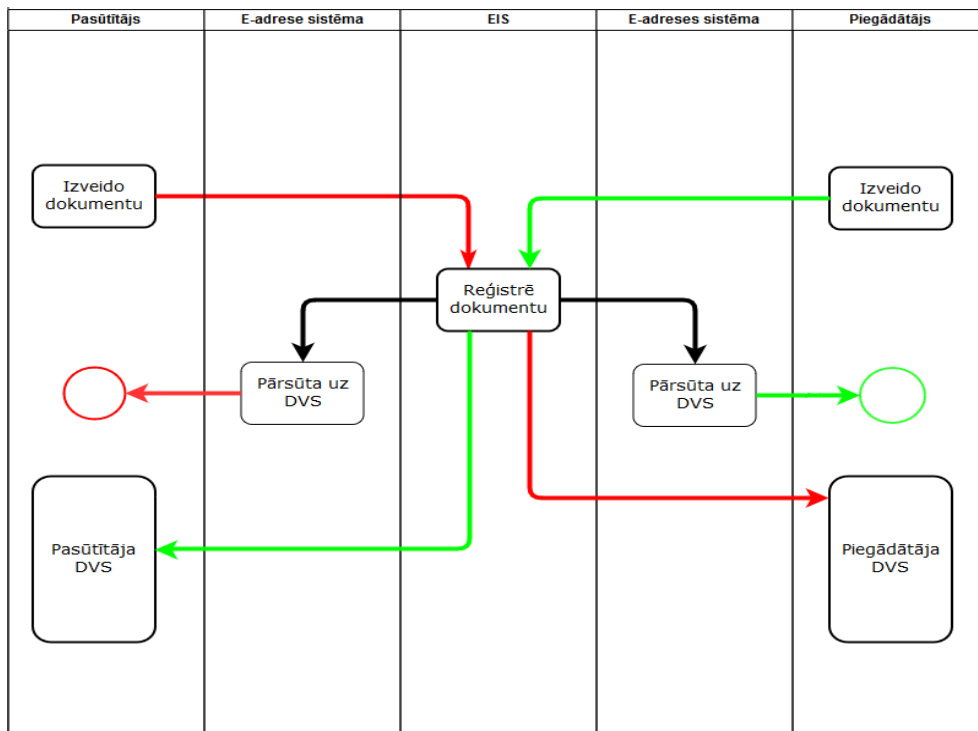 Pasūtītājs
E-adrese sistēma
EIS
E-adreses sistēma
Piegādātājs
Izveido
dokumentu
Izveido
dokumentu
Reģistrē
dokumentu
Pārsūta uz
DVS
Pārsūta uz
DVS
Pasūtītāja
DVS
Piegādātāja
DVS